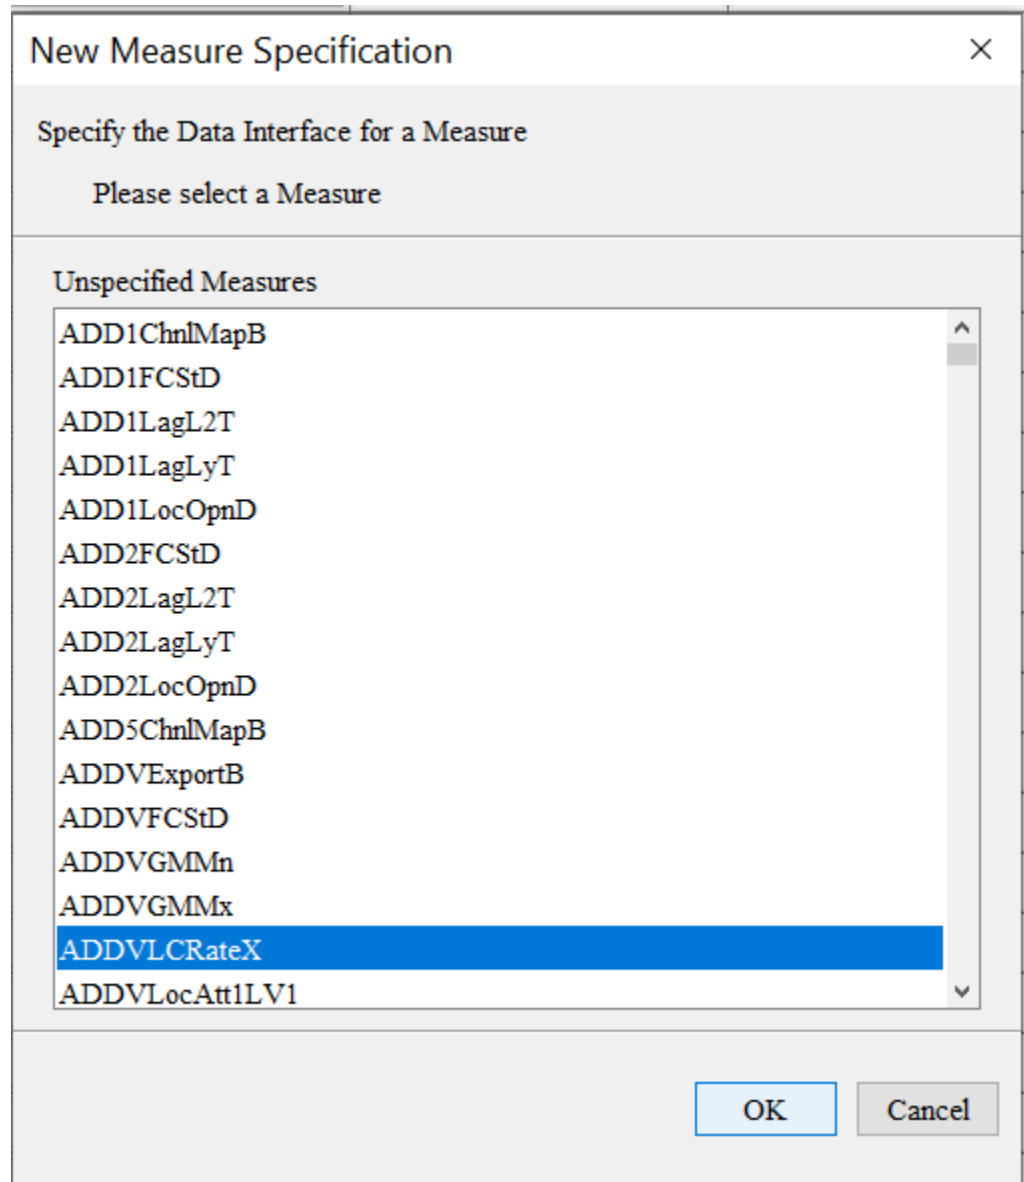 New Measure Specification
Specify the Data Interface for a Measure
Please select a Measure
Unspecified Measures
ADD1ChnlMapB
ADD1FCStD
ADD1LagL2T
ADD1LagLyT
ADD1LocOpnD
ADD2FCStD
ADD2LagL2T
ADD2LagLyT
ADD2LocOpnD
ADD5ChnlMapB
ADDVExportB
ADDVFCStD
ADDVGMMn
ADDVGMMx
ADDVLCRateX
ADDVLocAtt1LV1
OK Cancel